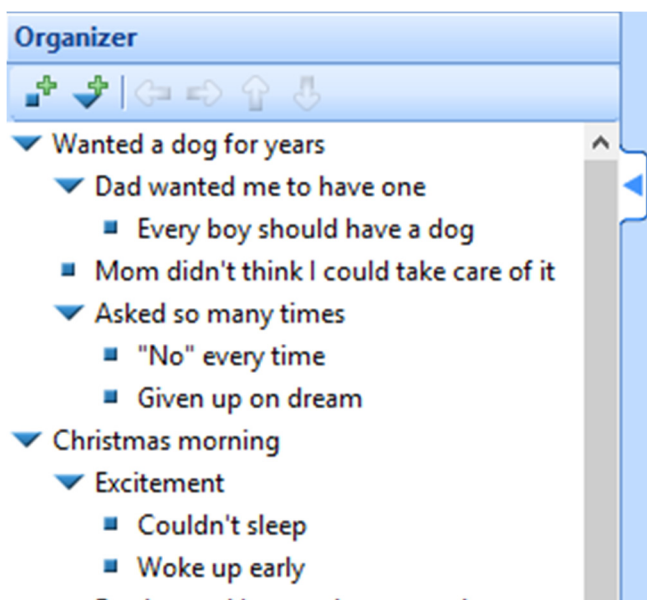 Organizer
Wanted a dog for years
Dad wanted me to have one
Every boy should have a dog
Mom didn't think I could take care of it
Asked so many times
"No" every time
Given up on dream
Christmas morning
Excitement
Couldn't sleep
Woke up early